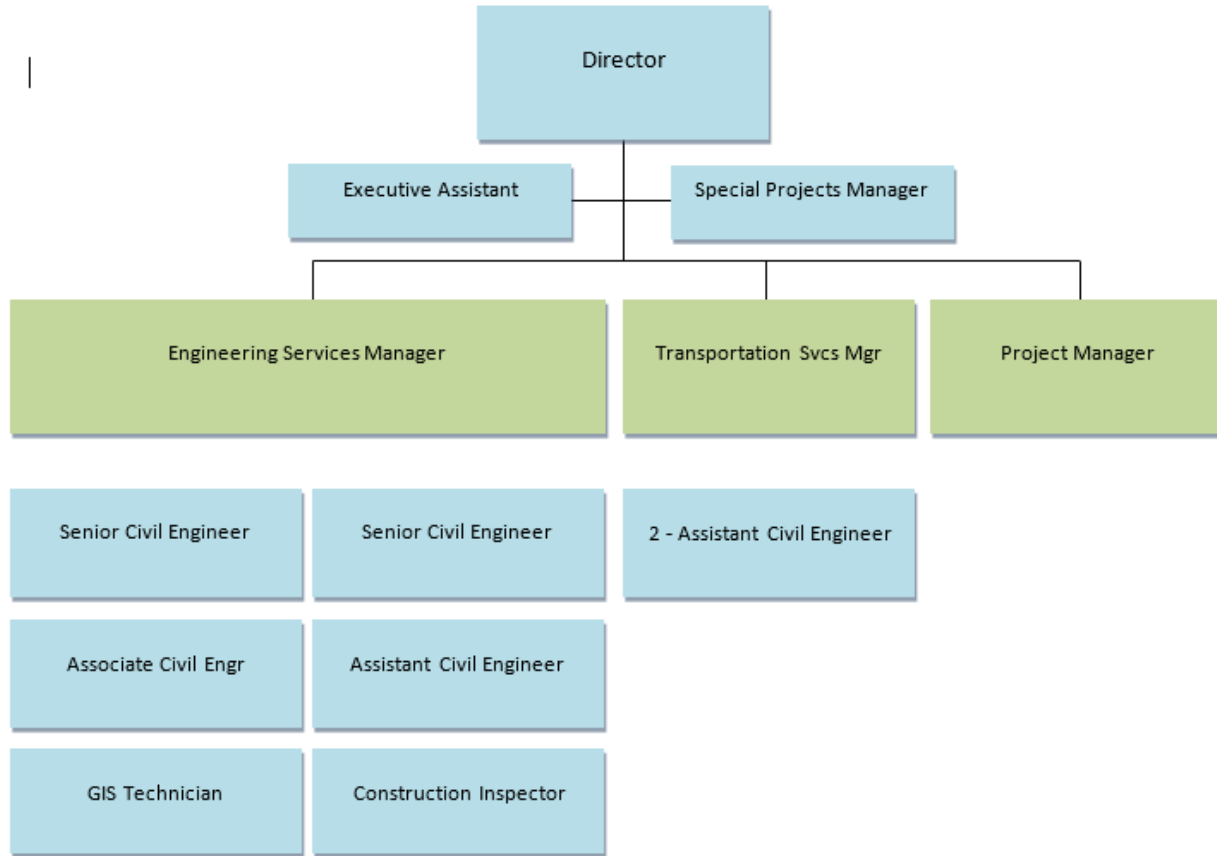 Director
Executive Assistant
Special Projects Manager
Engineering Services Manager
Transportation Svcs Mgr
Project Manager
Senior Civil Engineer
Senior Civil Engineer
2 - Assistant Civil Engineer
Associate Civil Engr
Assistant Civil Engineer
GIS Technician
Construction Inspector